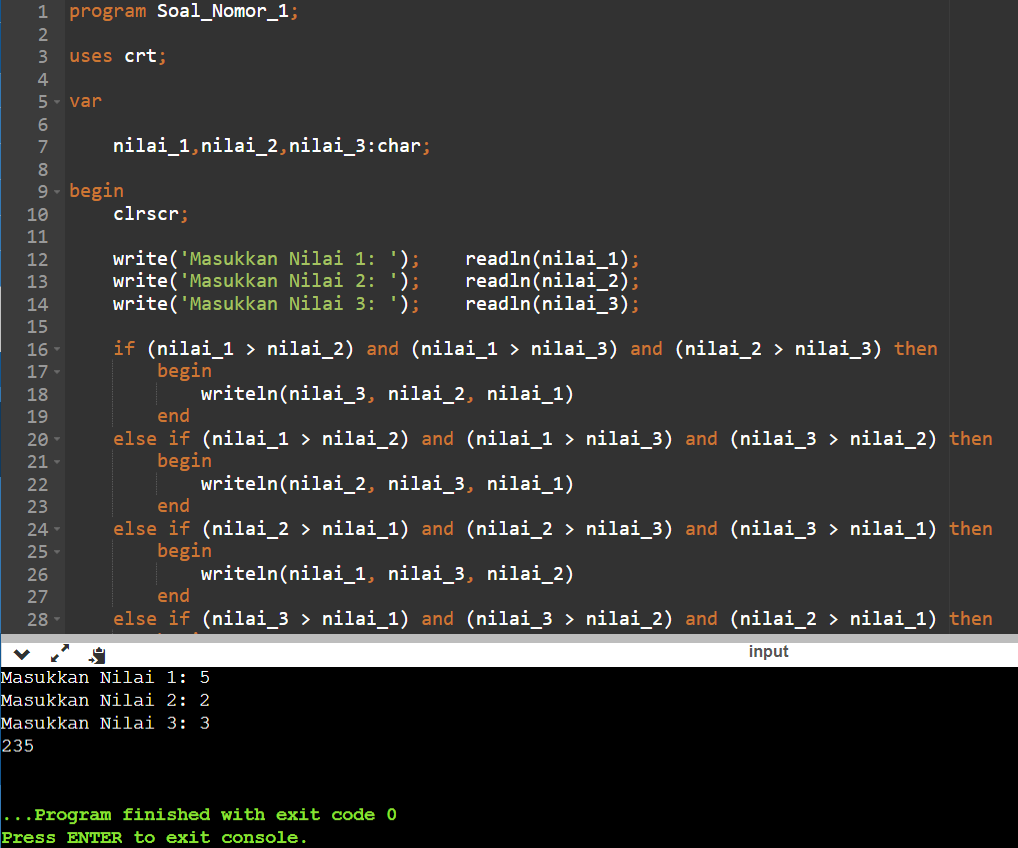 1 program Soal_Nomor_1;
2
3 uses crt;
4
5 var
6
7     nilai_1,nilai_2,nilai_3:char;
8
9 begin
10     clrscr;
11
12     write('Masukkan Nilai 1: ');    readln(nilai_1);
13     write('Masukkan Nilai 2: ');    readln(nilai_2);
14     write('Masukkan Nilai 3: ');    readln(nilai_3);
15
16     if (nilai_1 > nilai_2) and (nilai_1 > nilai_3) and (nilai_2 > nilai_3) then
17         begin
18             writeln(nilai_3, nilai_2, nilai_1)
19         end
20     else if (nilai_1 > nilai_2) and (nilai_1 > nilai_3) and (nilai_3 > nilai_2) then
21         begin
22             writeln(nilai_2, nilai_3, nilai_1)
23         end
24     else if (nilai_2 > nilai_1) and (nilai_2 > nilai_3) and (nilai_3 > nilai_1) then
25         begin
26             writeln(nilai_1, nilai_3, nilai_2)
27         end
28     else if (nilai_3 > nilai_1) and (nilai_3 > nilai_2) and (nilai_2 > nilai_1) then
input
Masukkan Nilai 1: 5
Masukkan Nilai 2: 2
Masukkan Nilai 3: 3
235
...Program finished with exit code 0
Press ENTER to exit console.